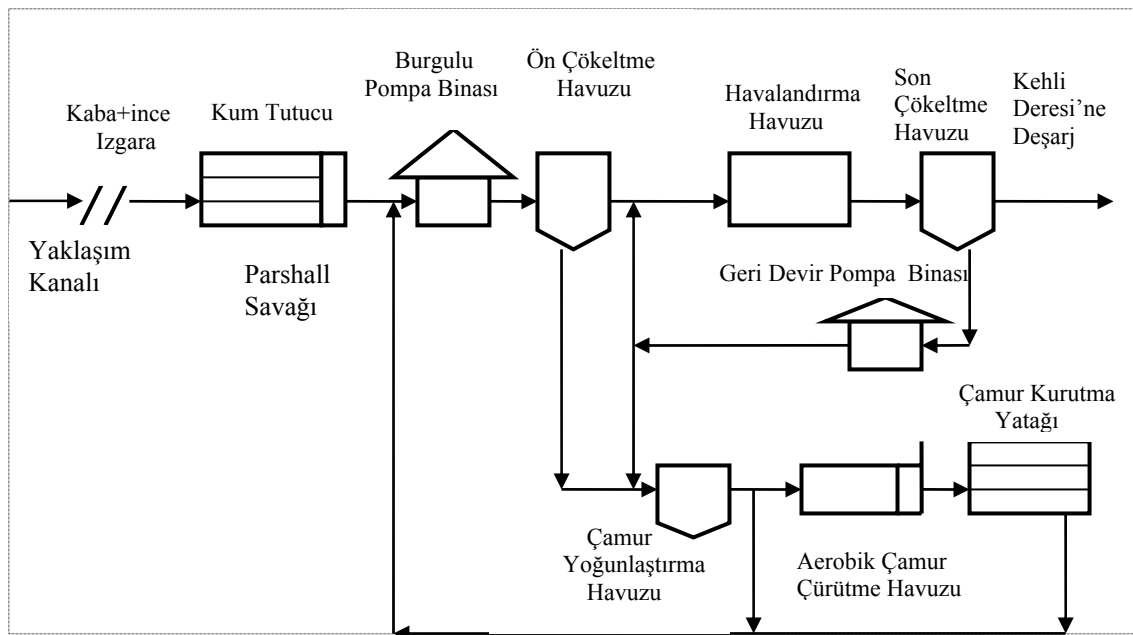 Kaba+ince
Izgara
Yaklaşım
Kanalı
Kum Tutucu
Parshall
Savağı
Burgulu
Pompa Binası
Ön Çökeltme
Havuzu
Havalandırma
Havuzu
Son
Çökeltme
Havuzu
Kehli
Deresi’ne
Deşarj
Geri Devir Pompa Binası
Çamur Kurutma
Yatağı
Çamur
Yoğunlaştırma
Havuzu
Aerobik Çamur
Çürütme Havuzu